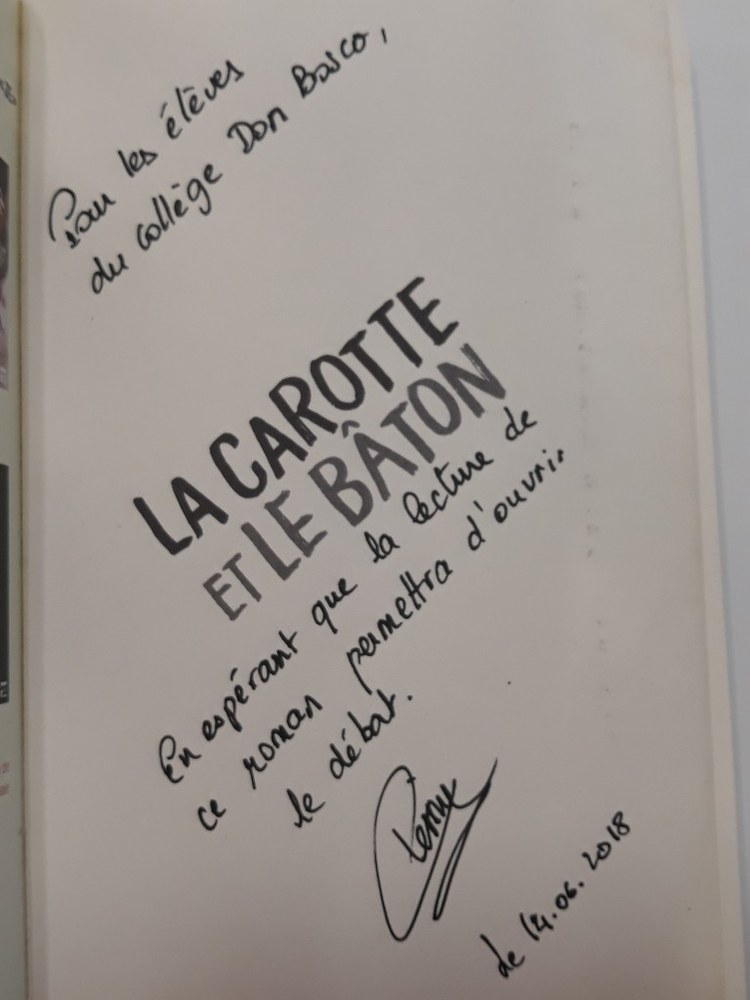 Pour les élèves
du collège Don Bosco,
LA CAROTTE
ET LE BÂTON
En espérant que la lecture de
ce roman permettra d'ouvrir
le débat.
le 14.06.2018